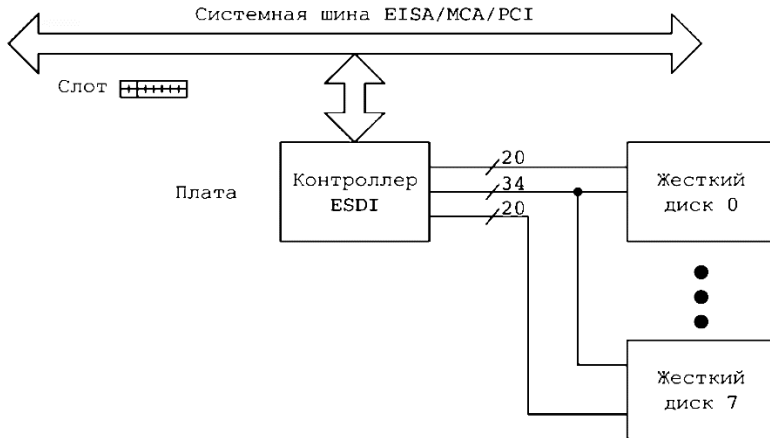 Системная шина EISA/MCA/PCI
Слот
Плата
Контроллер
ESDI
20
34
20
Жесткий
диск 0
Жесткий
диск 7